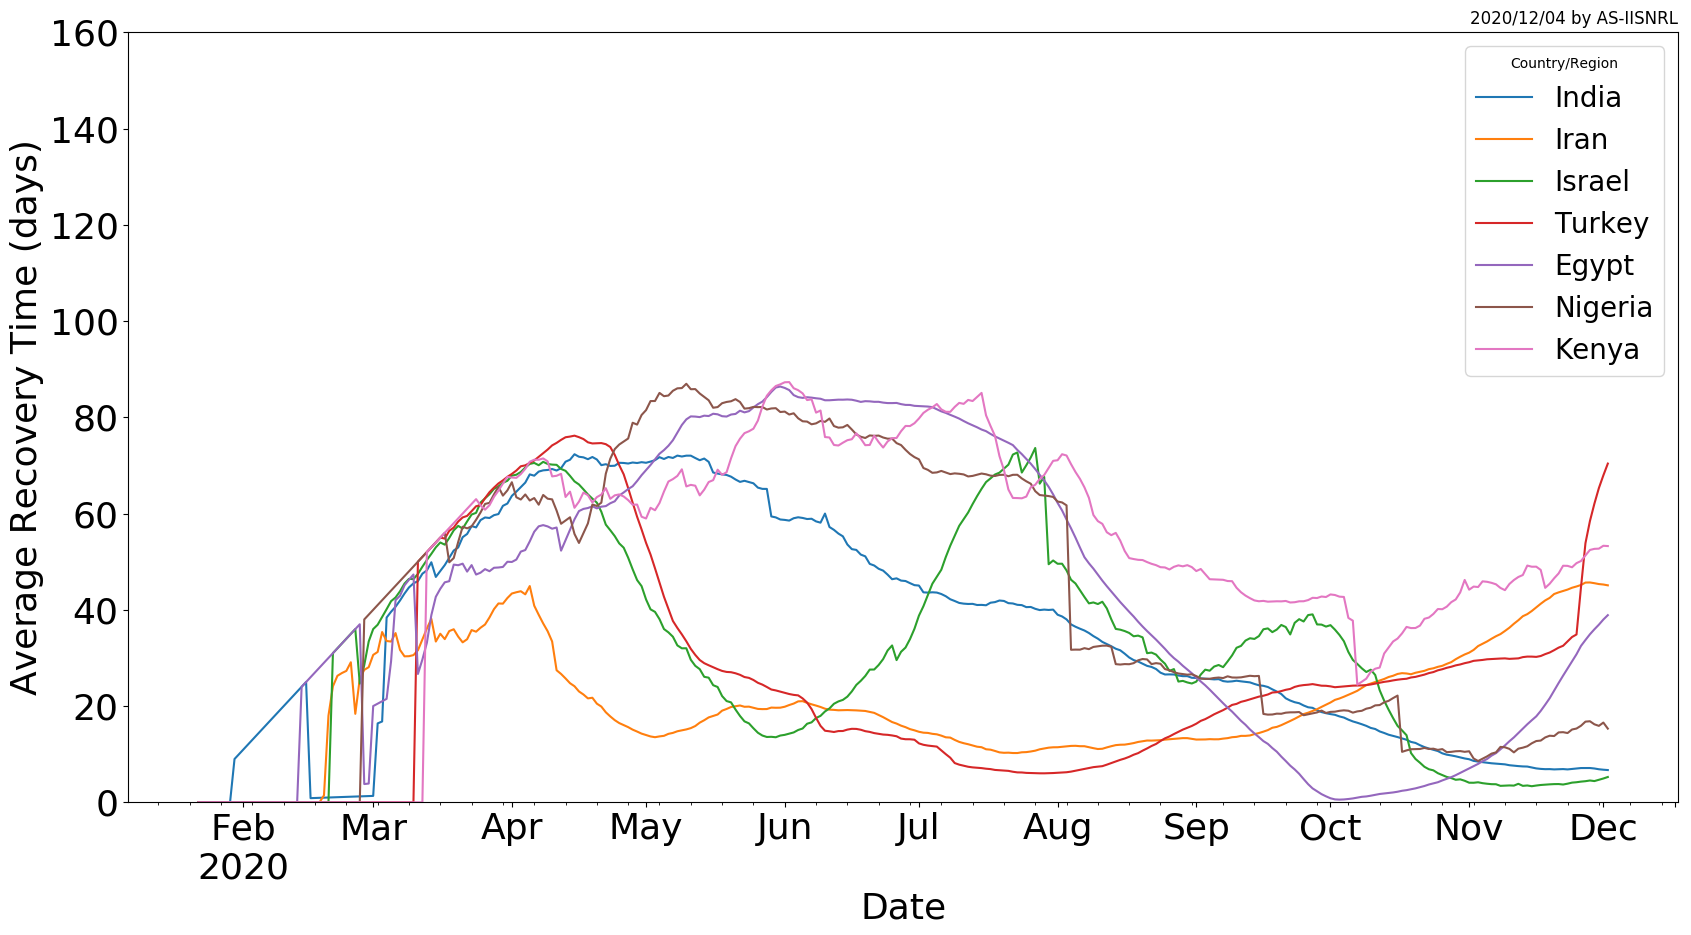 2020/12/04 by AS-IISNRL
160
140
120
100
80
60
40
20
0
Average Recovery Time (days)
Country/Region
India
Iran
Israel
Turkey
Egypt
Nigeria
Kenya
Feb Mar Apr May Jun Jul Aug Sep Oct Nov Dec
2020
Date